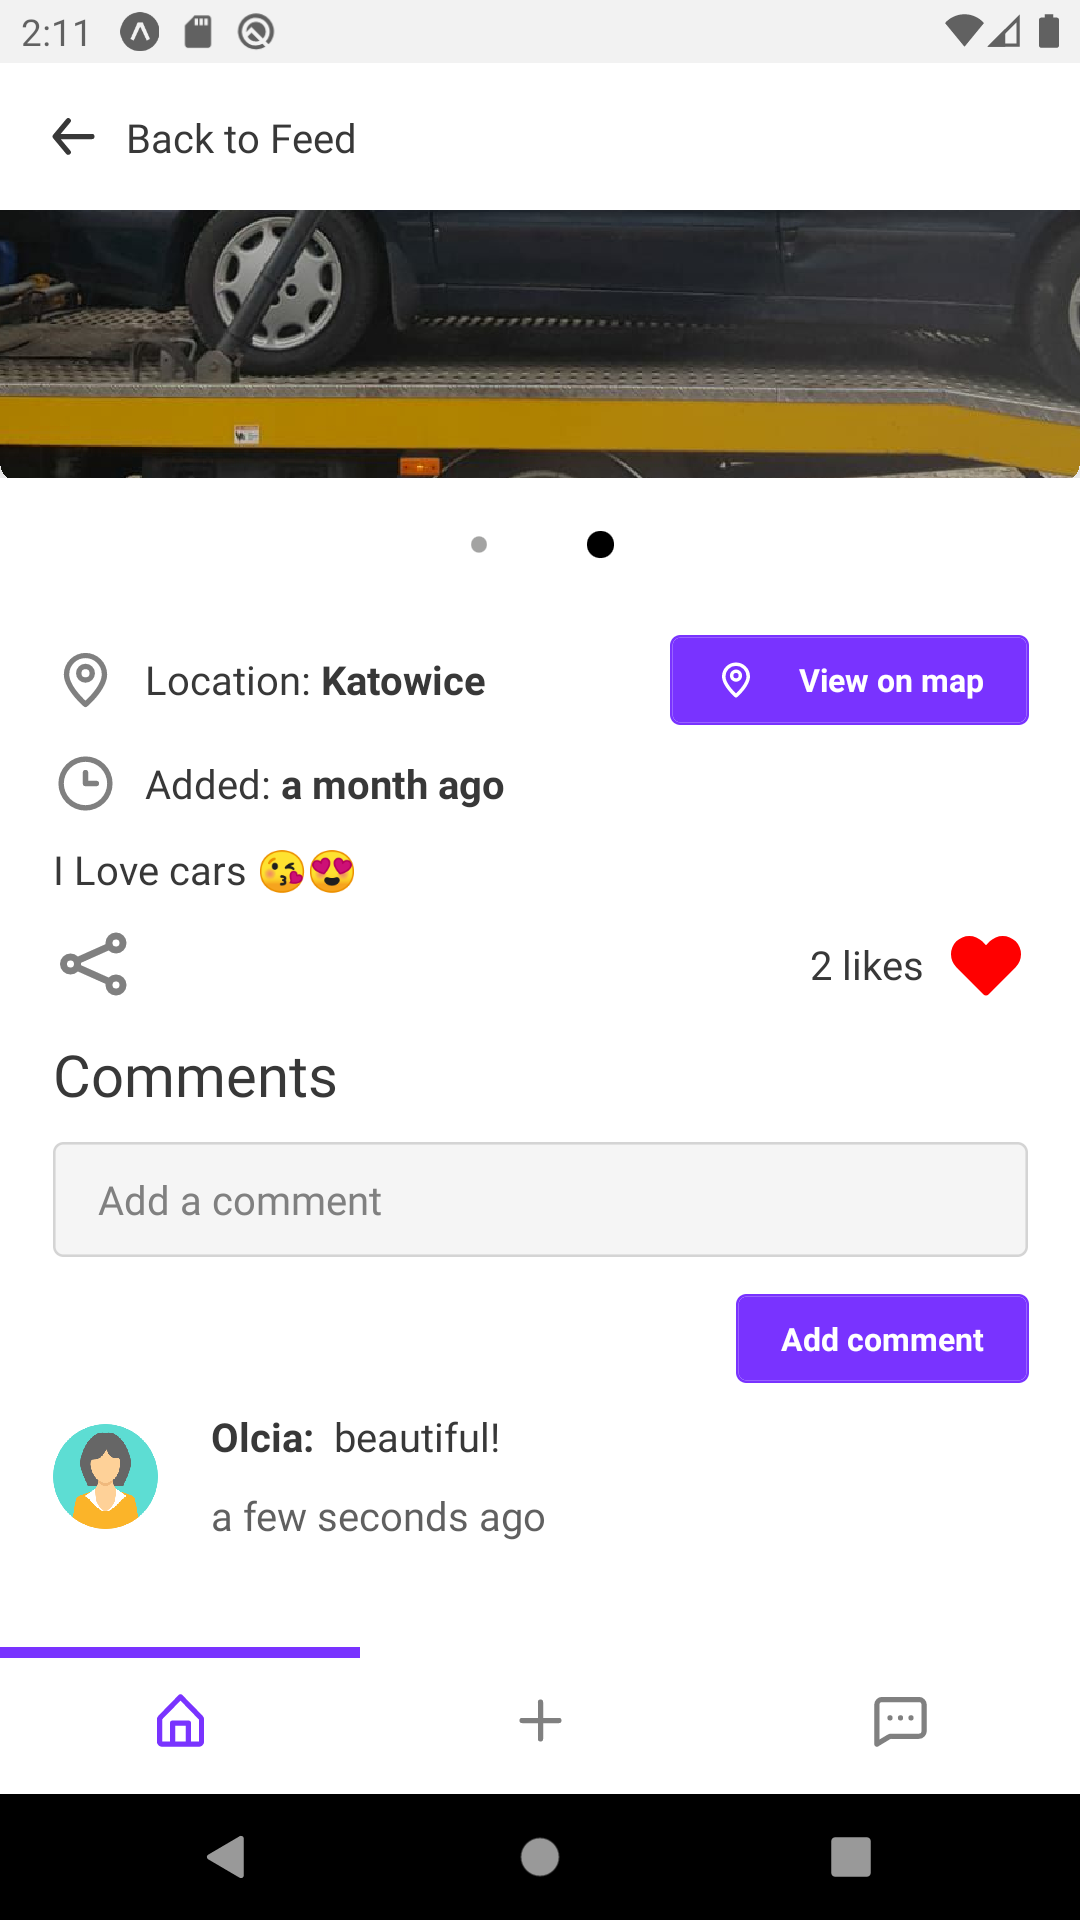 2:11
Back to Feed
Location: Katowice
View on map
Added: a month ago
I Love cars 😘😍
2 likes
Comments
Add a comment
Add comment
Olcia: beautiful!
a few seconds ago